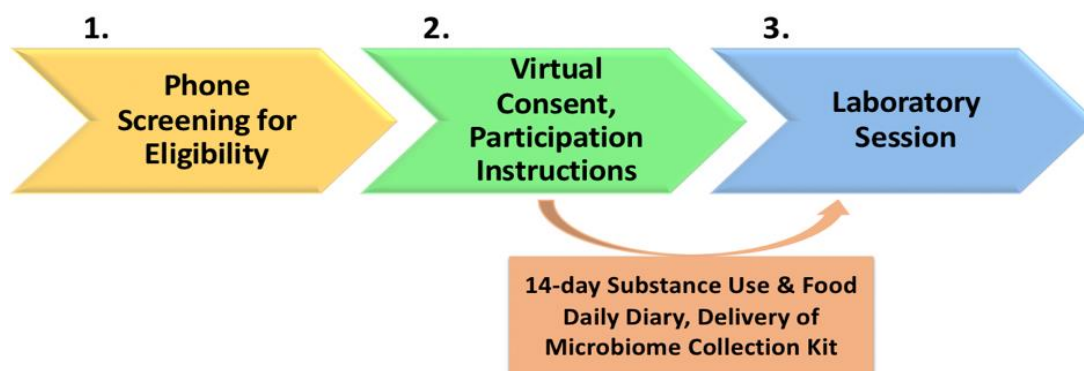 1.
Phone
Screening for
Eligibility
2.
Virtual
Consent,
Participation
Instructions
3.
Laboratory
Session
14-day Substance Use & Food
Daily Diary, Delivery of
Microbiome Collection Kit